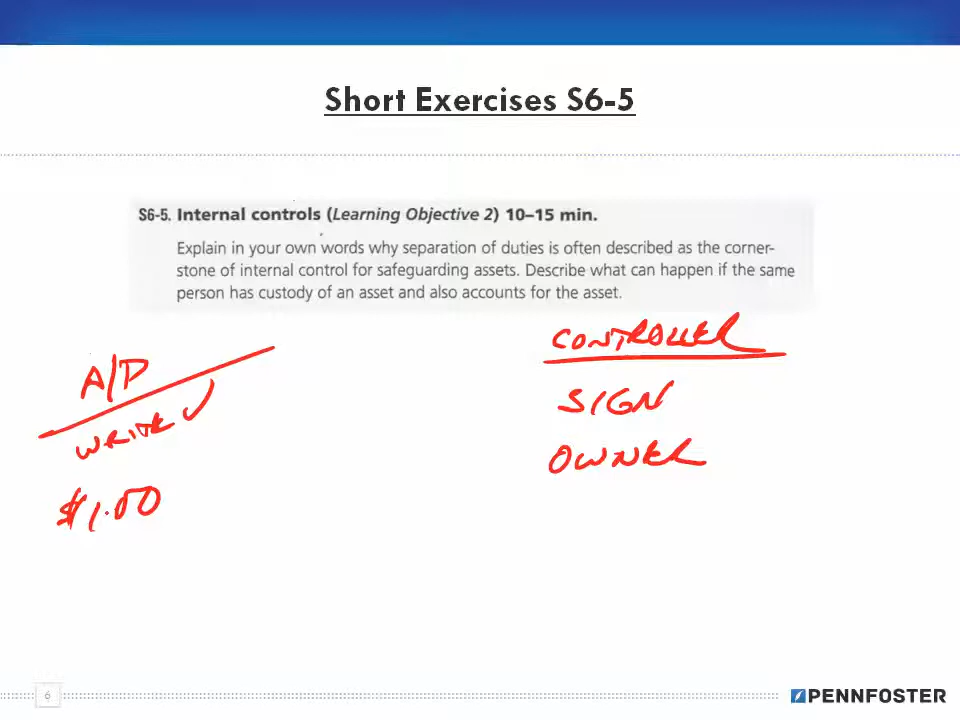 Short Exercises S6-5
S6-5. Internal controls (Learning Objective 2) 10–15 min.
Explain in your own words why separation of duties is often described as the corner-
stone of internal control for safeguarding assets. Describe what can happen if the same
person has custody of an asset and also accounts for the asset.
CONTROLLER
A/P
SIGN
WRITE ✓
OWNER
$1.00
6
PENNFOSTER